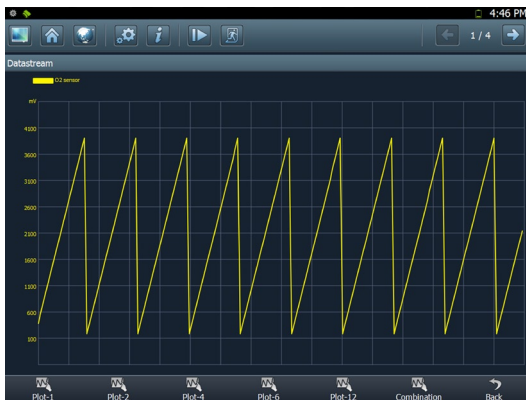 4:46 PM
1 / 4
Datastream
O2 sensor
mV
4100
3600
3100
2600
2100
1600
1100
600
100
Plot-1 Plot-2 Plot-4 Plot-6 Plot-12 Combination Back